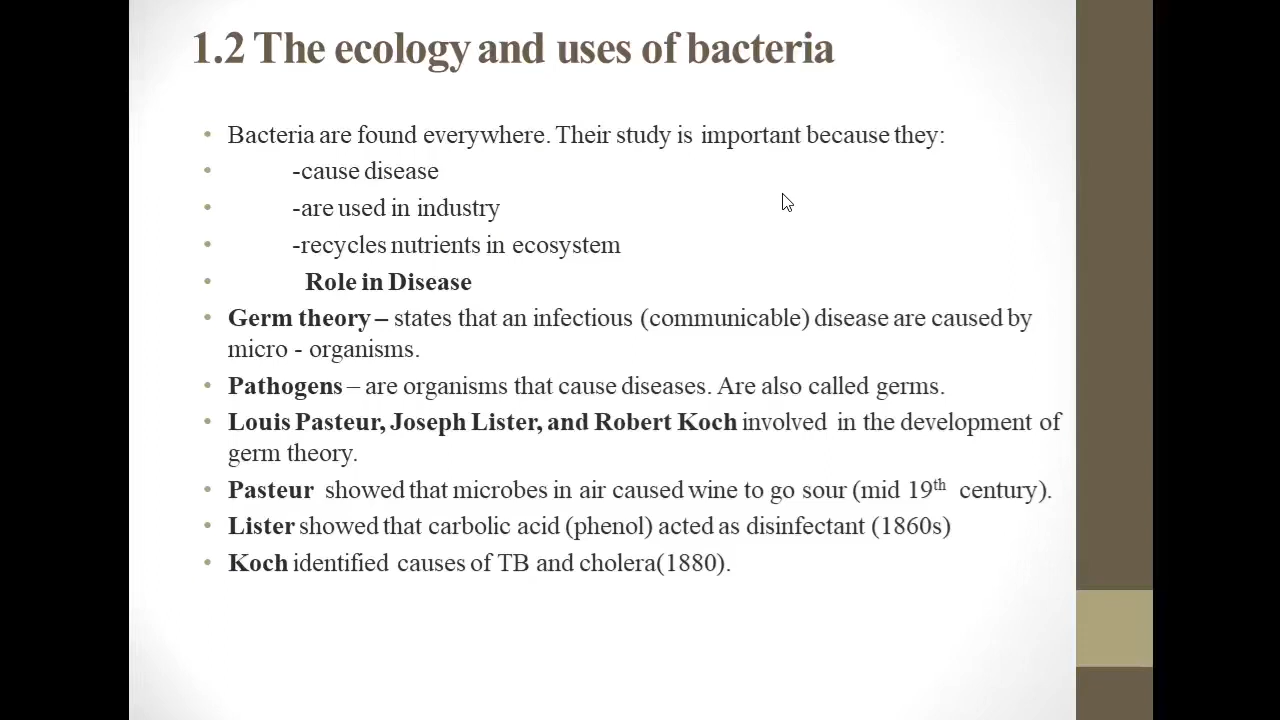 1.2 The ecology and uses of bacteria
• Bacteria are found everywhere. Their study is important because they:
• -cause disease
• -are used in industry
• -recycles nutrients in ecosystem
• Role in Disease
• Germ theory – states that an infectious (communicable) disease are caused by
micro - organisms.
• Pathogens – are organisms that cause diseases. Are also called germs.
• Louis Pasteur, Joseph Lister, and Robert Koch involved in the development of
germ theory.
• Pasteur showed that microbes in air caused wine to go sour (mid 19th century).
• Lister showed that carbolic acid (phenol) acted as disinfectant (1860s)
• Koch identified causes of TB and cholera(1880).